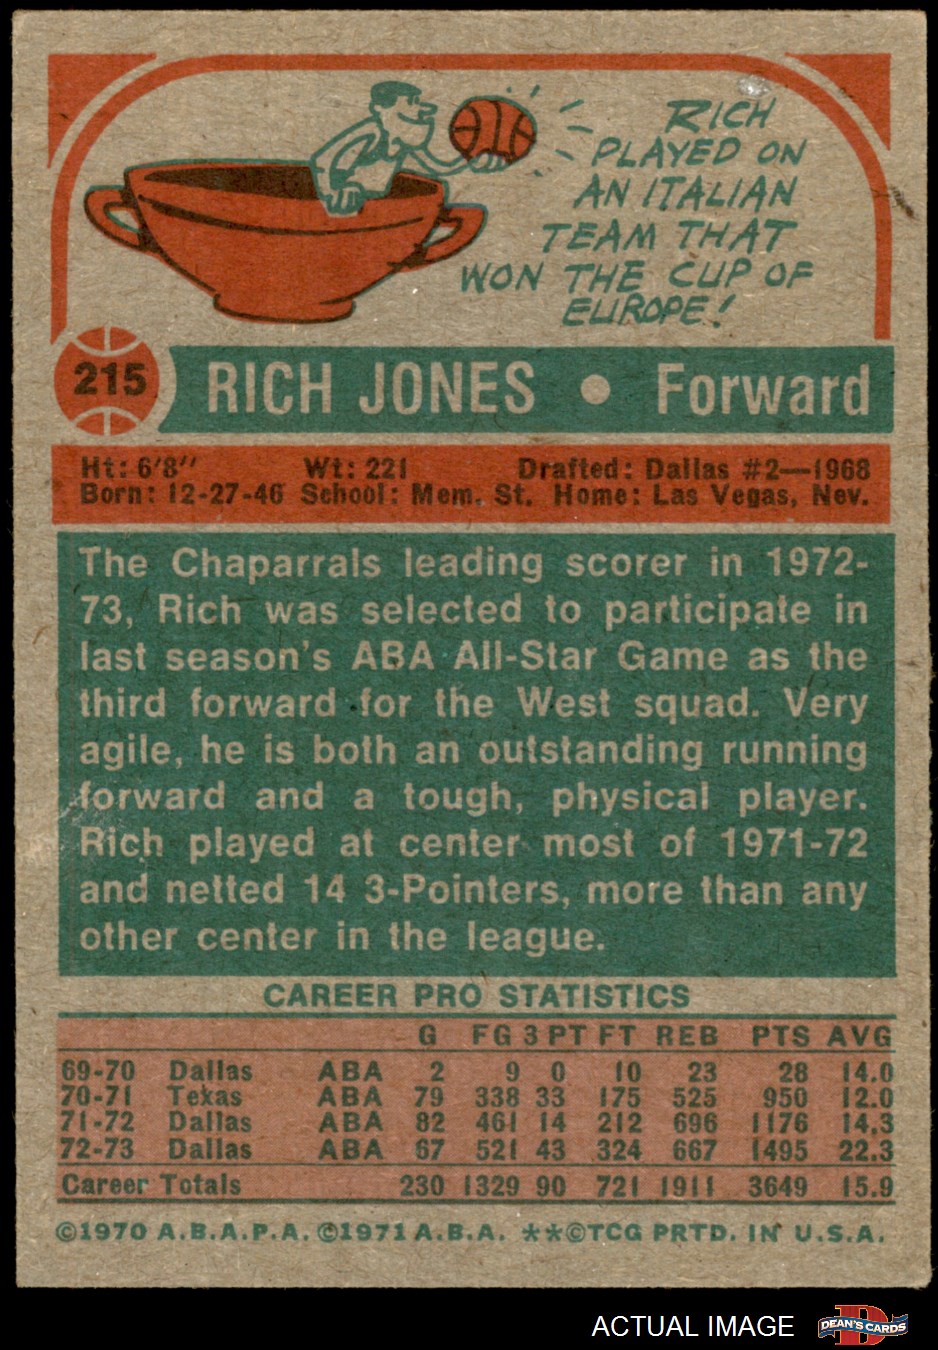 RICH
PLAYED ON
AN ITALIAN
TEAM THAT
WON THE CUP OF
EUROPE!
215
RICH JONES • Forward
Ht: 6'8" Wt: 221 Drafted: Dallas #2—1968
Born: 12-27-46 School: Mem. St. Home: Las Vegas, Nev.
The Chaparrals leading scorer in 1972-
73, Rich was selected to participate in
last season's ABA All-Star Game as the
third forward for the West squad. Very
agile, he is both an outstanding running
forward and a tough, physical player.
Rich played at center most of 1971-72
and netted 14 3-Pointers, more than any
other center in the league.
CAREER PRO STATISTICS
G FG 3 PT FT REB PTS AVG
69-70 Dallas ABA 2 9 0 10 23 28 14.0
70-71 Texas ABA 79 338 33 175 525 950 12.0
71-72 Dallas ABA 82 461 14 212 696 1176 14.3
72-73 Dallas ABA 67 521 43 324 667 1495 22.3
Career Totals 230 1329 90 721 1911 3649 15.9
©1970 A.B.A.P.A. ©1971 A.B.A. **©TCG PRTD. IN U.S.A.
ACTUAL IMAGE
DEAN'S CARDS